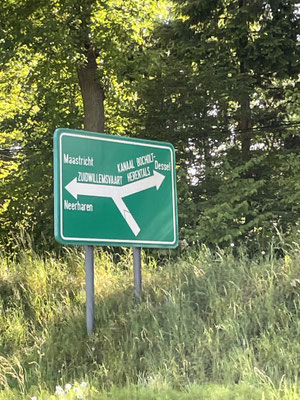 Maastricht
KANAAL BOCHOLT-
Dessel
ZUIDWILLEMSVAART HERENTALS
Neerharen